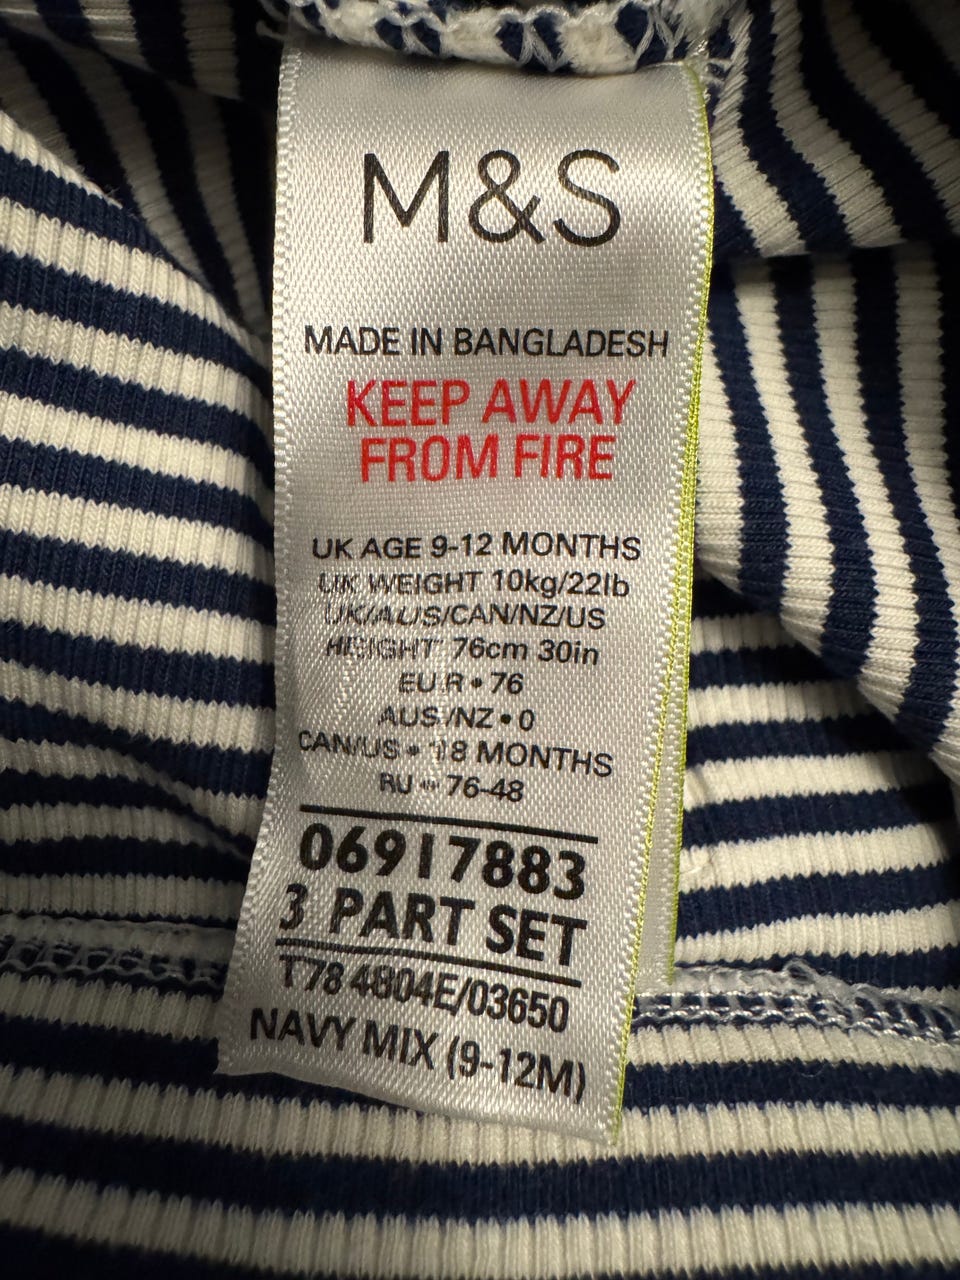 M&S
MADE IN BANGLADESH
KEEP AWAY
FROM FIRE
UK AGE 9-12 MONTHS
UK WEIGHT 10kg/22lb
UK/AUS/CAN/NZ/US
HEIGHT 76cm 30in
EUR • 76
AUS/NZ • 0
CAN/US • 18 MONTHS
RU • 76-48
06917883
3 PART SET
T78 4804E/03650
NAVY MIX (9-12M)